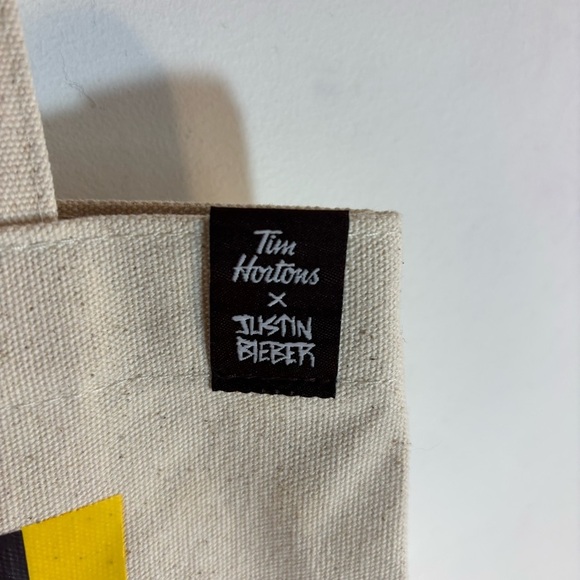 Tim
Hortons
x
JUSTIN
BIEBER